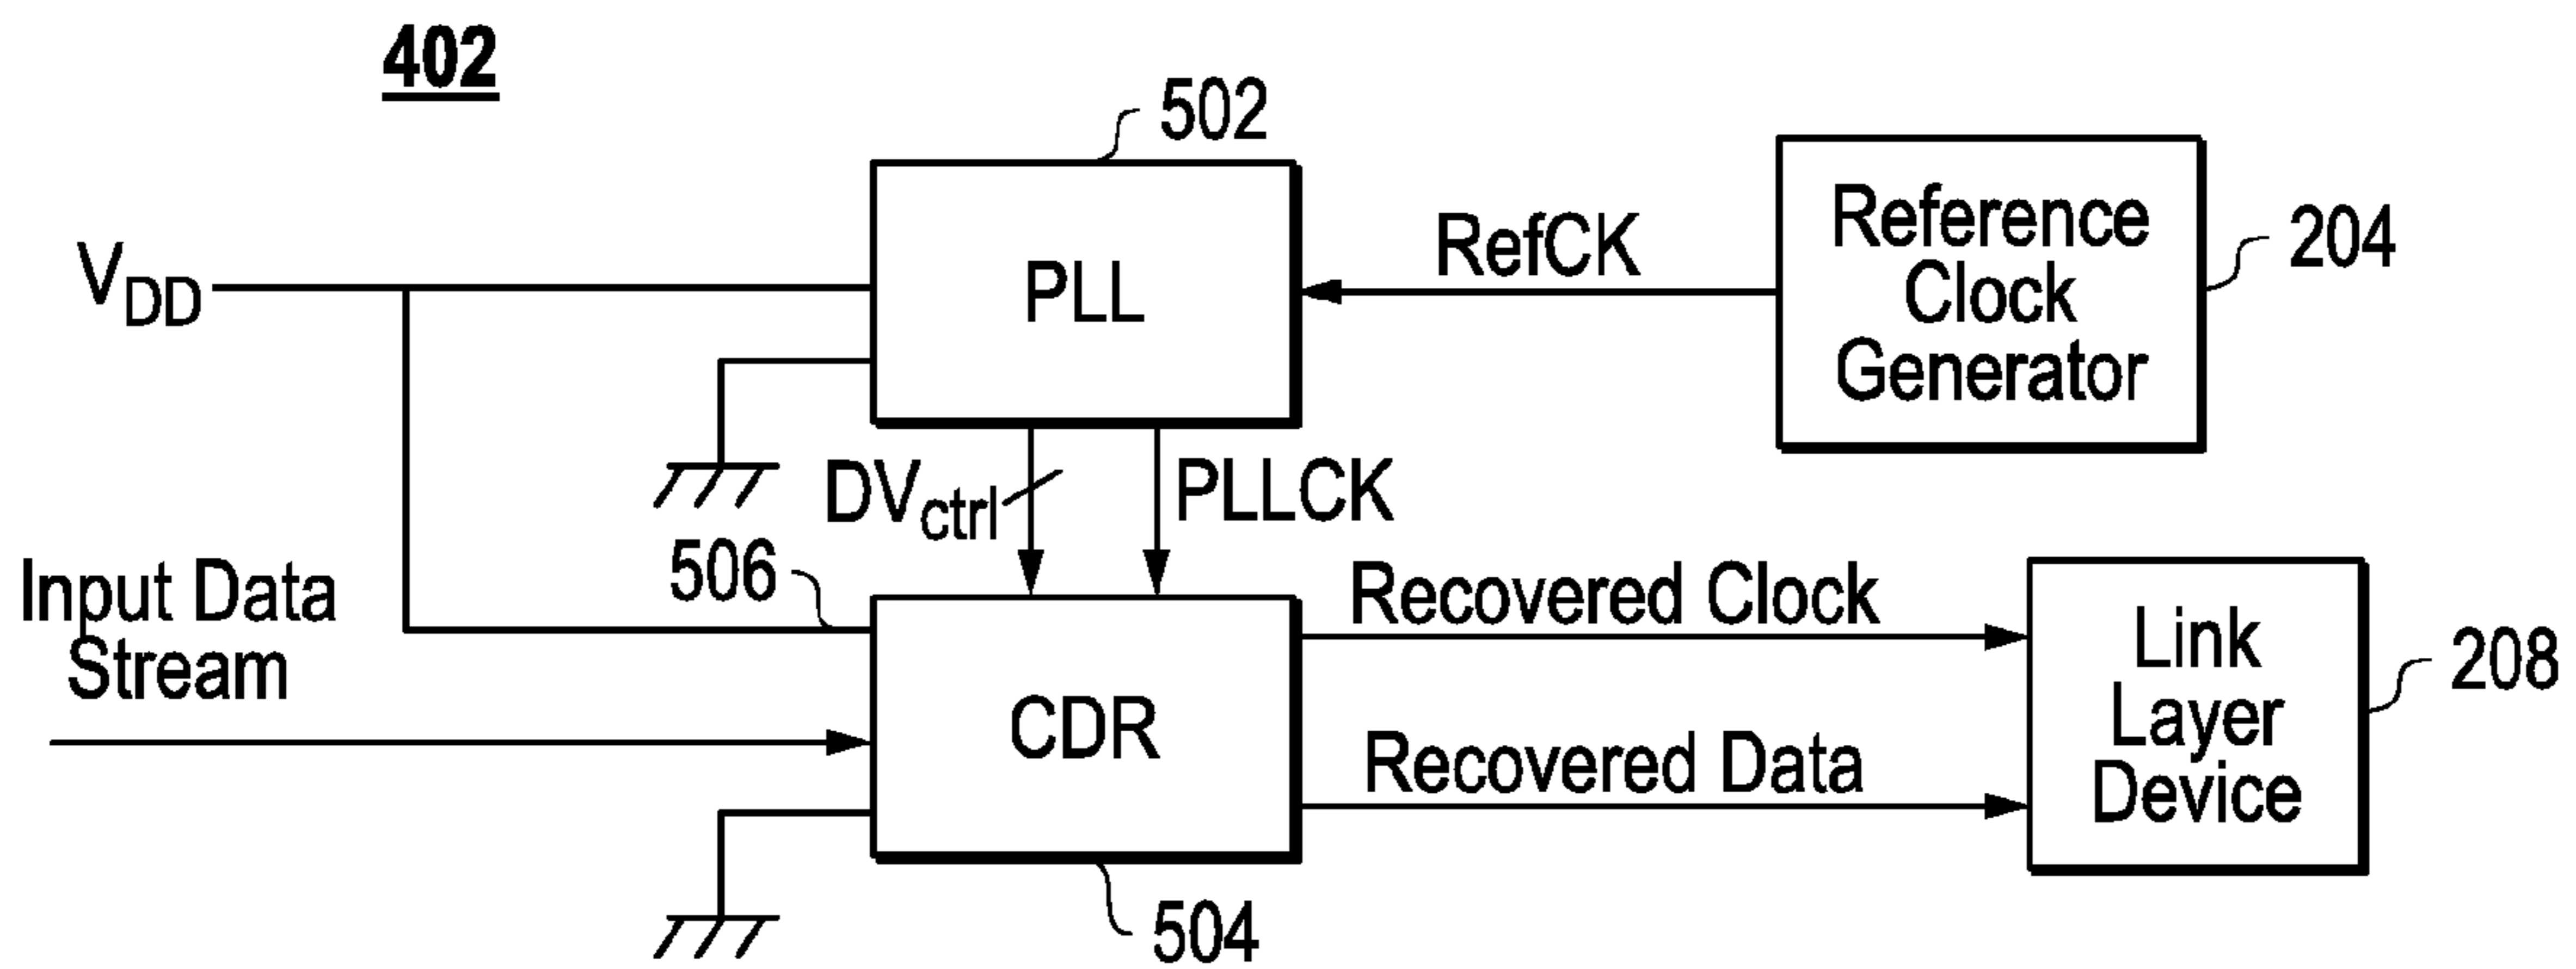 402
502
Reference
Clock
Generator
204
RefCK
PLL
VDD
DVctrl
PLLCK
506
Input Data
Stream
Recovered Clock
Link
Layer
Device
208
CDR
Recovered Data
504